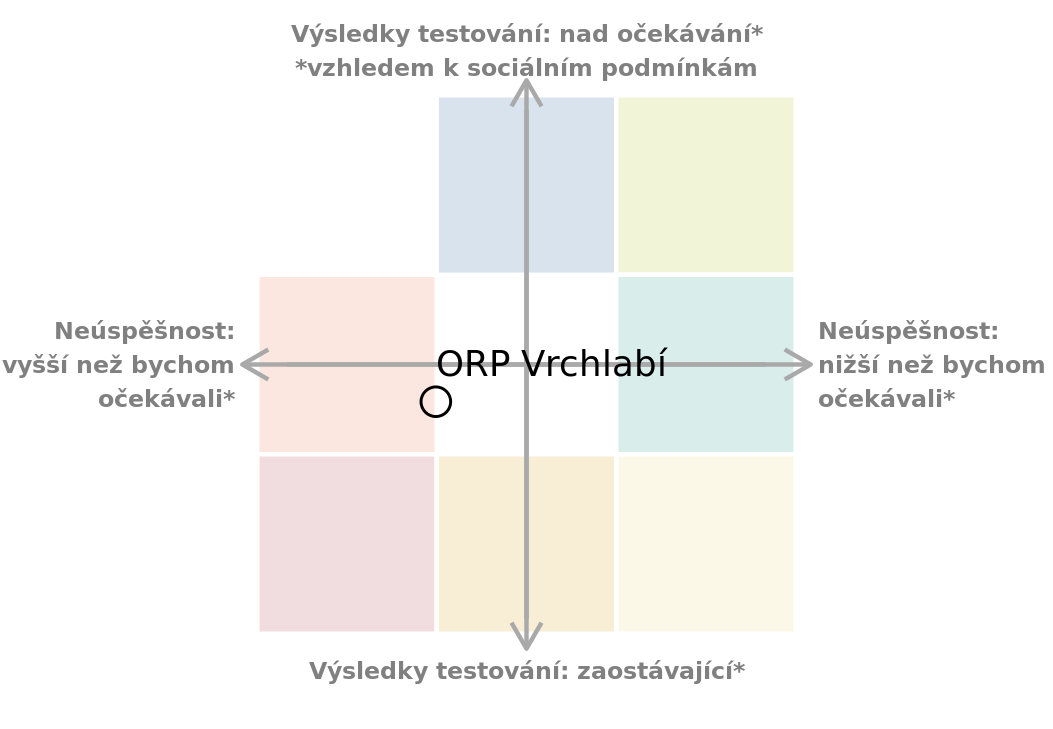 Výsledky testování: nad očekávání*
*vzhledem k sociálním podmínkám
Neúspěšnost:
vyšší než bychom
očekávali*
ORP Vrchlabí
Neúspěšnost:
nižší než bychom
očekávali*
Výsledky testování: zaostávající*